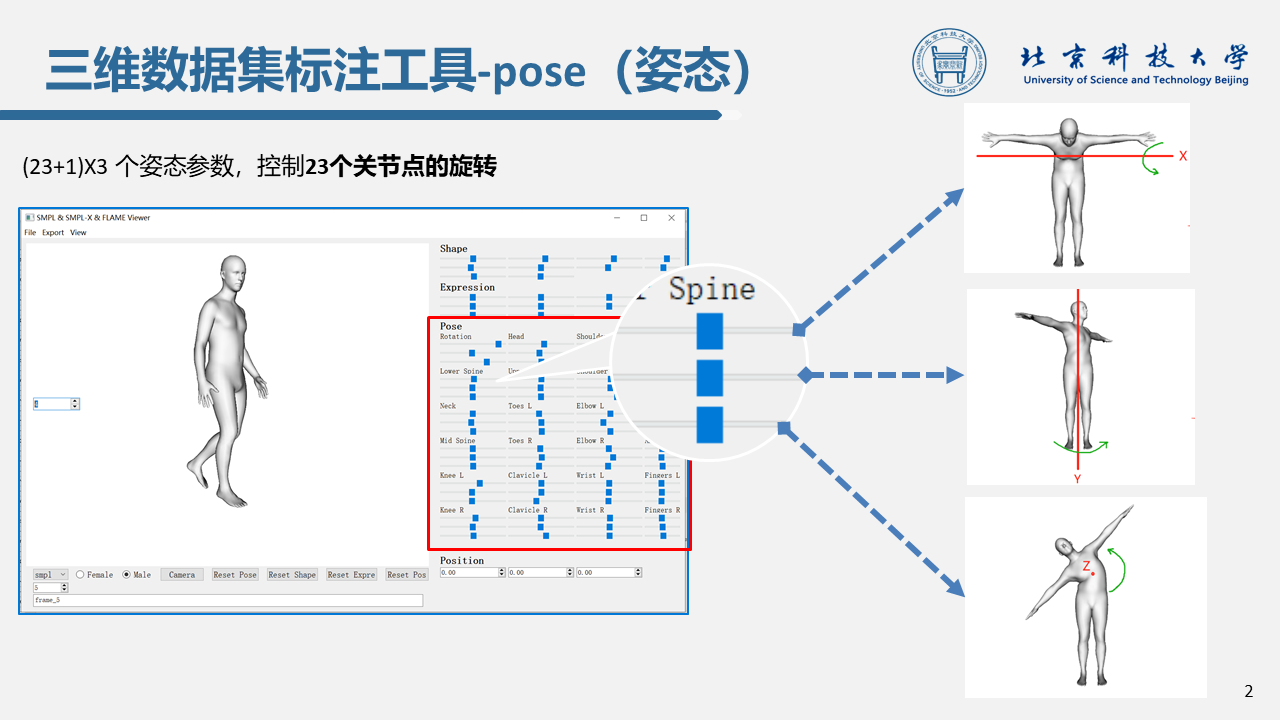 三维数据集标注工具-pose（姿态）
北京科技大学
University of Science and Technology Beijing
(23+1)X3 个姿态参数，控制23个关节点的旋转
SMPL & SMPL-X & FLAME Viewer
File Export View
Shape
Expression
Pose
Rotation Head
Lower Spine
Neck Toes L Elbow L
Mid Spine Toes R Elbow R
Knee L Clavicle L Wrist L Fingers L
Knee R Clavicle R Wrist R Fingers R
Position
0.00 0.00 0.00
smpl Female Male Camera Reset Pose Reset Shape Reset Expre Reset Pos
5
frame_5
r Spine
X
Y
Z
2